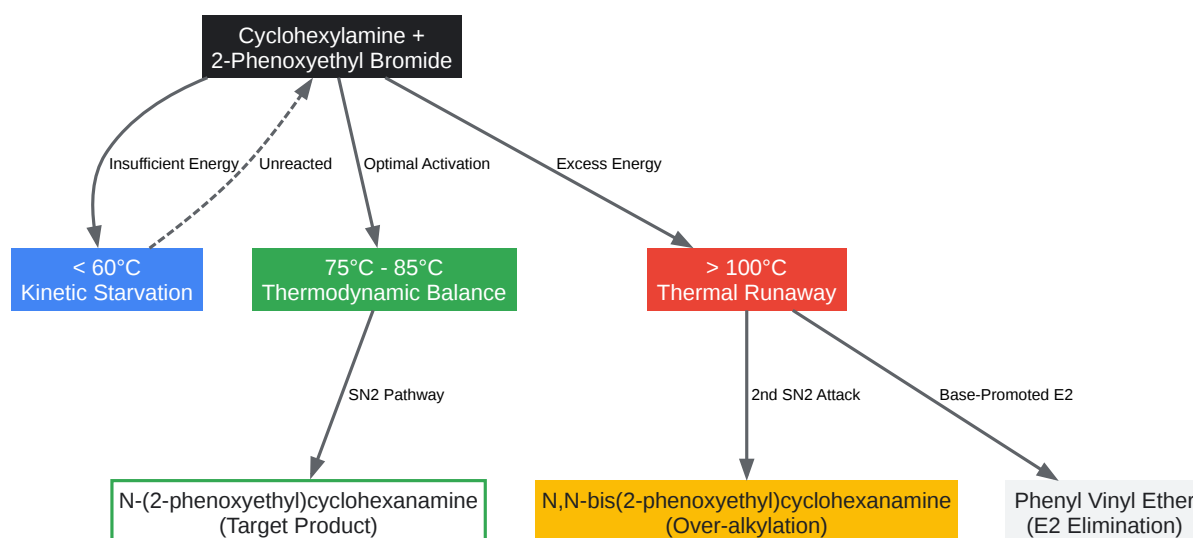 Cyclohexylamine +
2-Phenoxyethyl Bromide
Insufficient Energy
Unreacted
Optimal Activation
Excess Energy
< 60°C
Kinetic Starvation
75°C - 85°C
Thermodynamic Balance
> 100°C
Thermal Runaway
SN2 Pathway
2nd SN2 Attack
Base-Promoted E2
N-(2-phenoxyethyl)cyclohexanamine
(Target Product)
N,N-bis(2-phenoxyethyl)cyclohexanamine
(Over-alkylation)
Phenyl Vinyl Ether
(E2 Elimination)